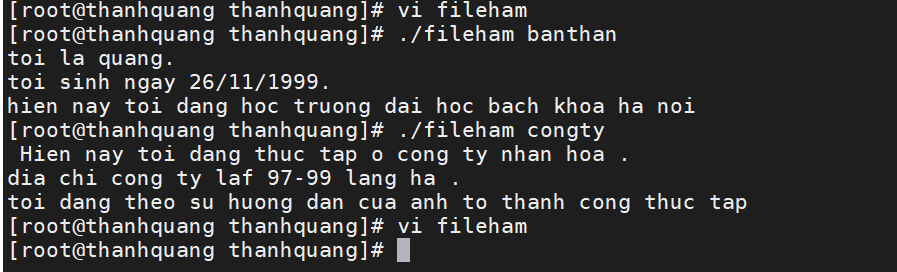 [root@thanhquang thanhquang]# vi fileham
[root@thanhquang thanhquang]# ./fileham banthan
toi la quang.
toi sinh ngay 26/11/1999.
hien nay toi dang hoc truong dai hoc bach khoa ha noi
[root@thanhquang thanhquang]# ./fileham congty
 Hien nay toi dang thuc tap o cong ty nhan hoa .
dia chi cong ty laf 97-99 lang ha .
toi dang theo su huong dan cua anh to thanh cong thuc tap
[root@thanhquang thanhquang]# vi fileham
[root@thanhquang thanhquang]#